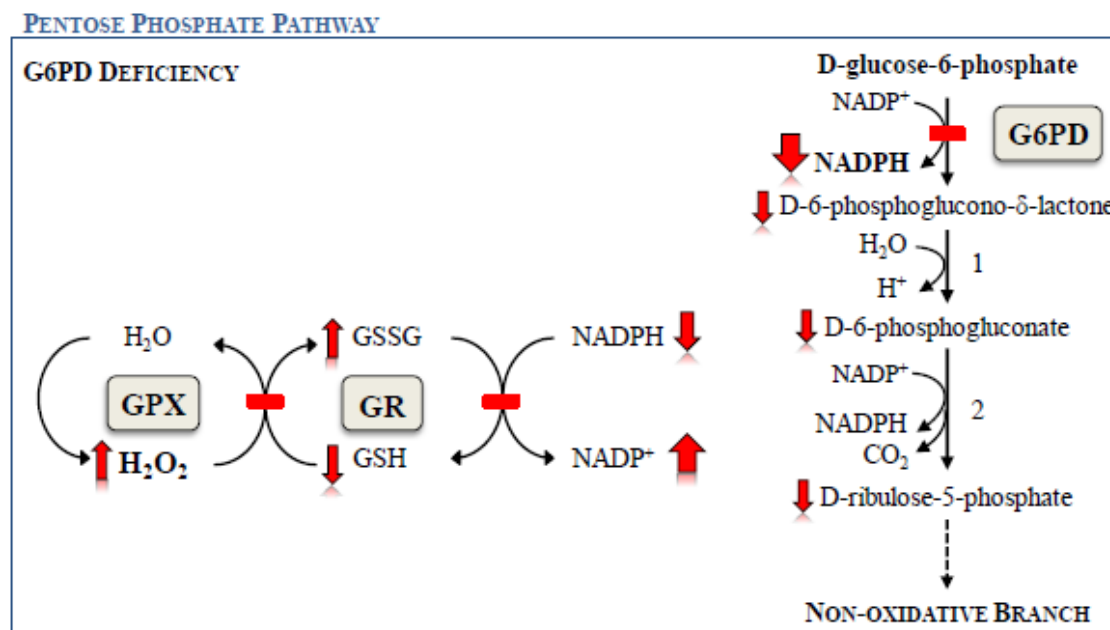 PENTOSE PHOSPHATE PATHWAY
G6PD DEFICIENCY
D-glucose-6-phosphate
NADP⁺
G6PD
NADPH
D-6-phosphoglucono-δ-lactone
H₂O
1
H⁺
D-6-phosphogluconate
NADP⁺
2
NADPH
CO₂
D-ribulose-5-phosphate
NON-OXIDATIVE BRANCH
H₂O
GSSG
NADPH
GPX
GR
H₂O₂
GSH
NADP⁺